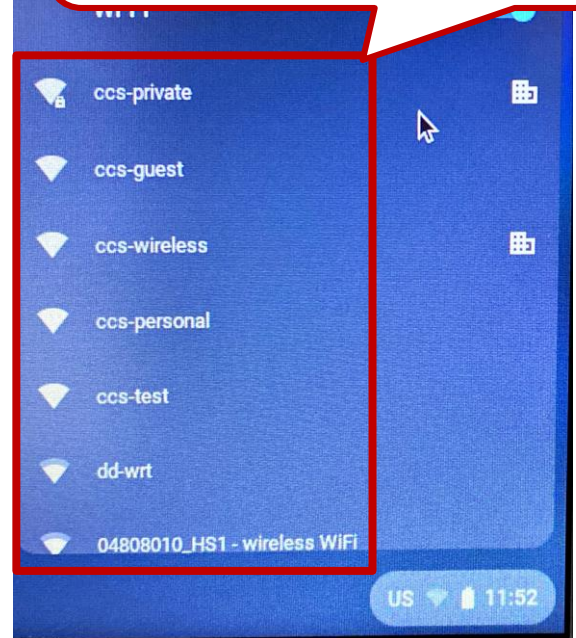 ccs-private
ccs-guest
ccs-wireless
ccs-personal
ccs-test
dd-wrt
04808010_HS1 - wireless WiFi
US 11:52